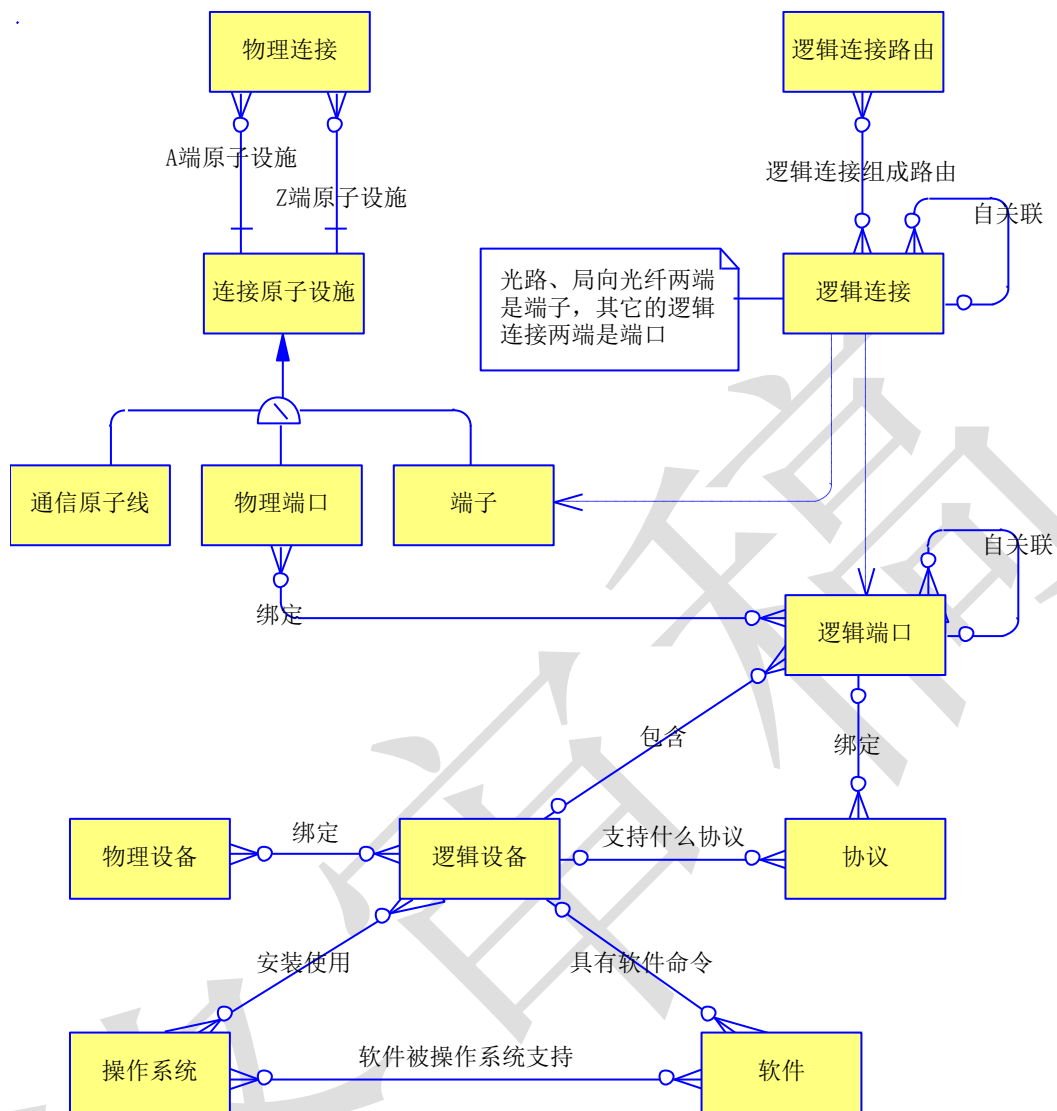 物理连接
逻辑连接路由
A端原子设施
Z端原子设施
逻辑连接组成路由
自关联
连接原子设施
光路、局向光纤两端
是端子，其它的逻辑
连接两端是端口
逻辑连接
通信原子线
物理端口
端子
自关联
绑定
逻辑端口
包含
绑定
物理设备
绑定
逻辑设备
支持什么协议
协议
安装使用
具有软件命令
操作系统
软件被操作系统支持
软件